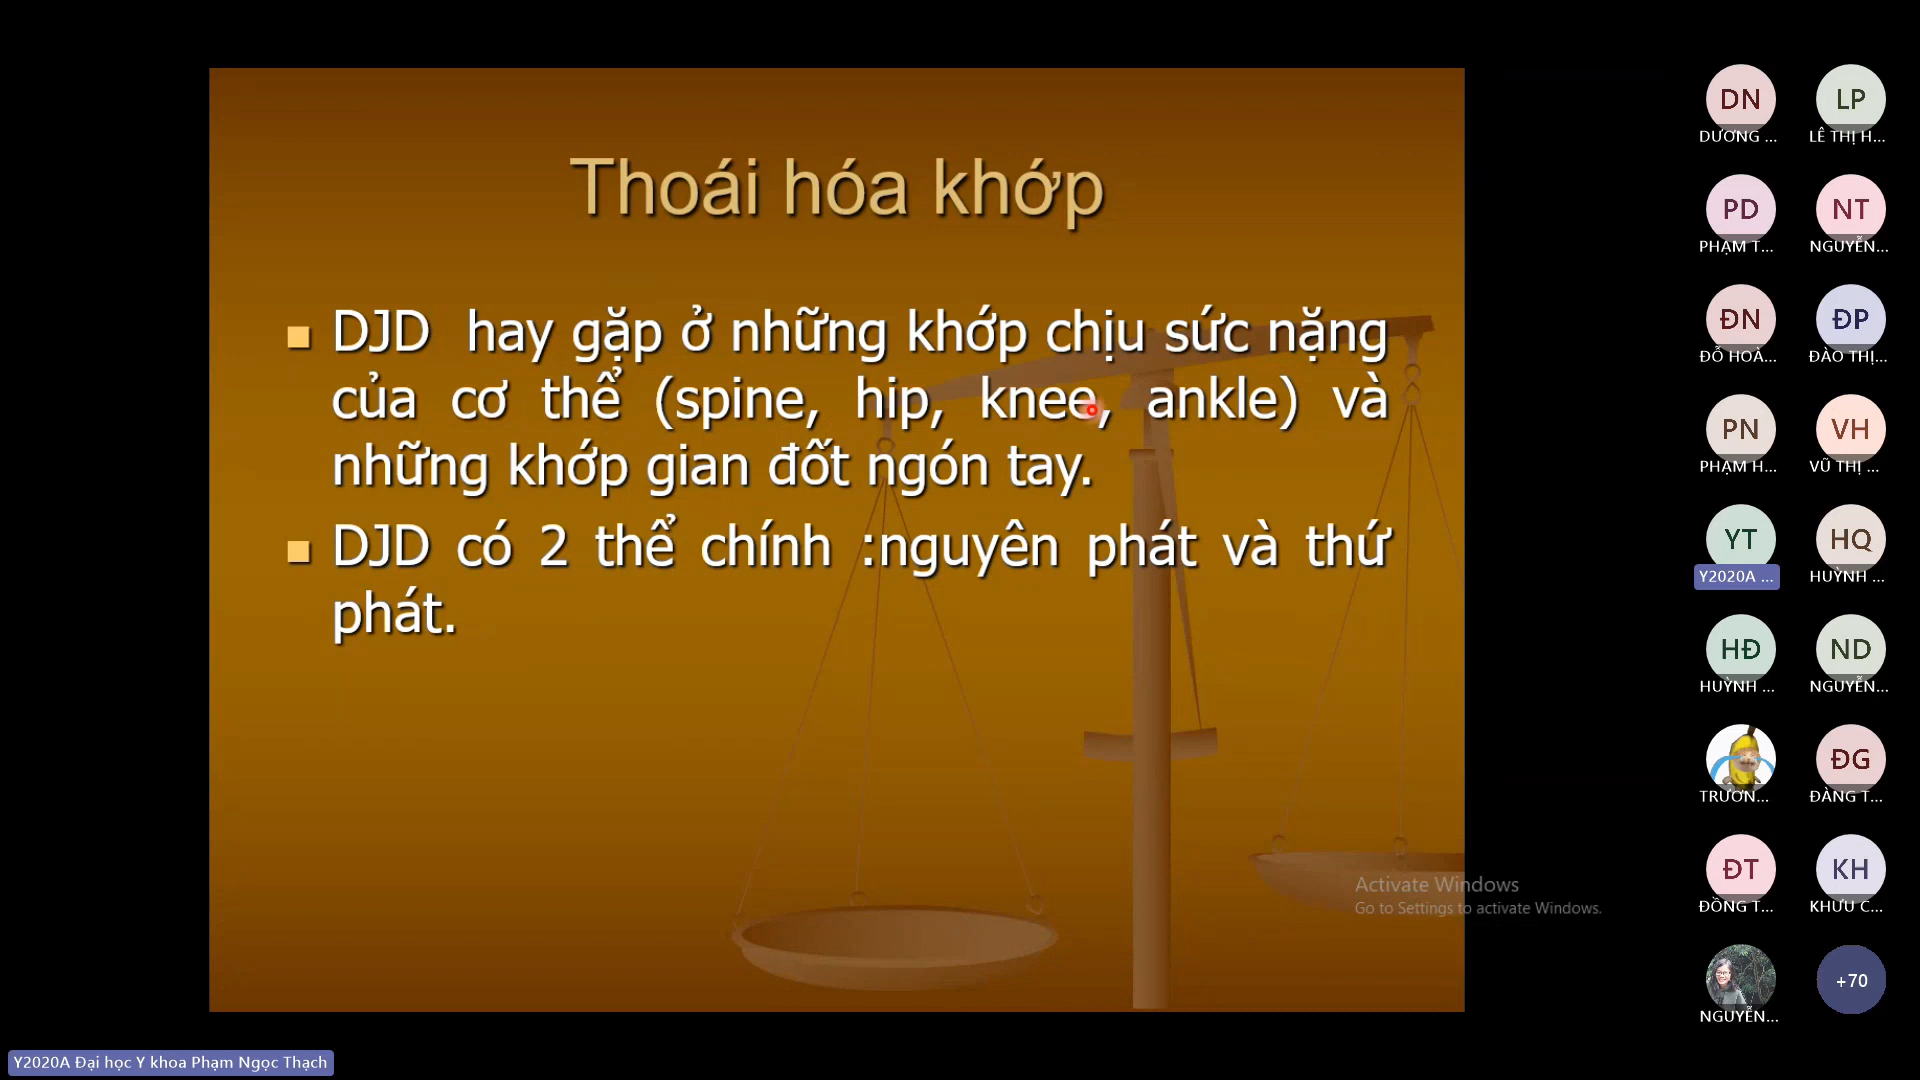 Thoái hóa khớp
DJD hay gặp ở những khớp chịu sức nặng
của cơ thể (spine, hip, knee, ankle) và
những khớp gian đốt ngón tay.
DJD có 2 thể chính :nguyên phát và thứ
phát.
Activate Windows
Go to Settings to activate Windows.
DN
DƯƠNG ...
LP
LÊ THỊ H...
PD
PHẠM T...
NT
NGUYỄN...
ĐN
ĐỖ HOÀ...
ĐP
ĐÀO THỊ...
PN
PHẠM H...
VH
VŨ THỊ ...
YT
Y2020A ...
HQ
HUỲNH ...
HĐ
HUỲNH ...
ND
NGUYỄN...
TRƯƠN...
ĐG
ĐÀNG T...
ĐT
ĐỒNG T...
KH
KHƯU C...
NGUYỄN...
+70
Y2020A Đại học Y khoa Phạm Ngọc Thạch